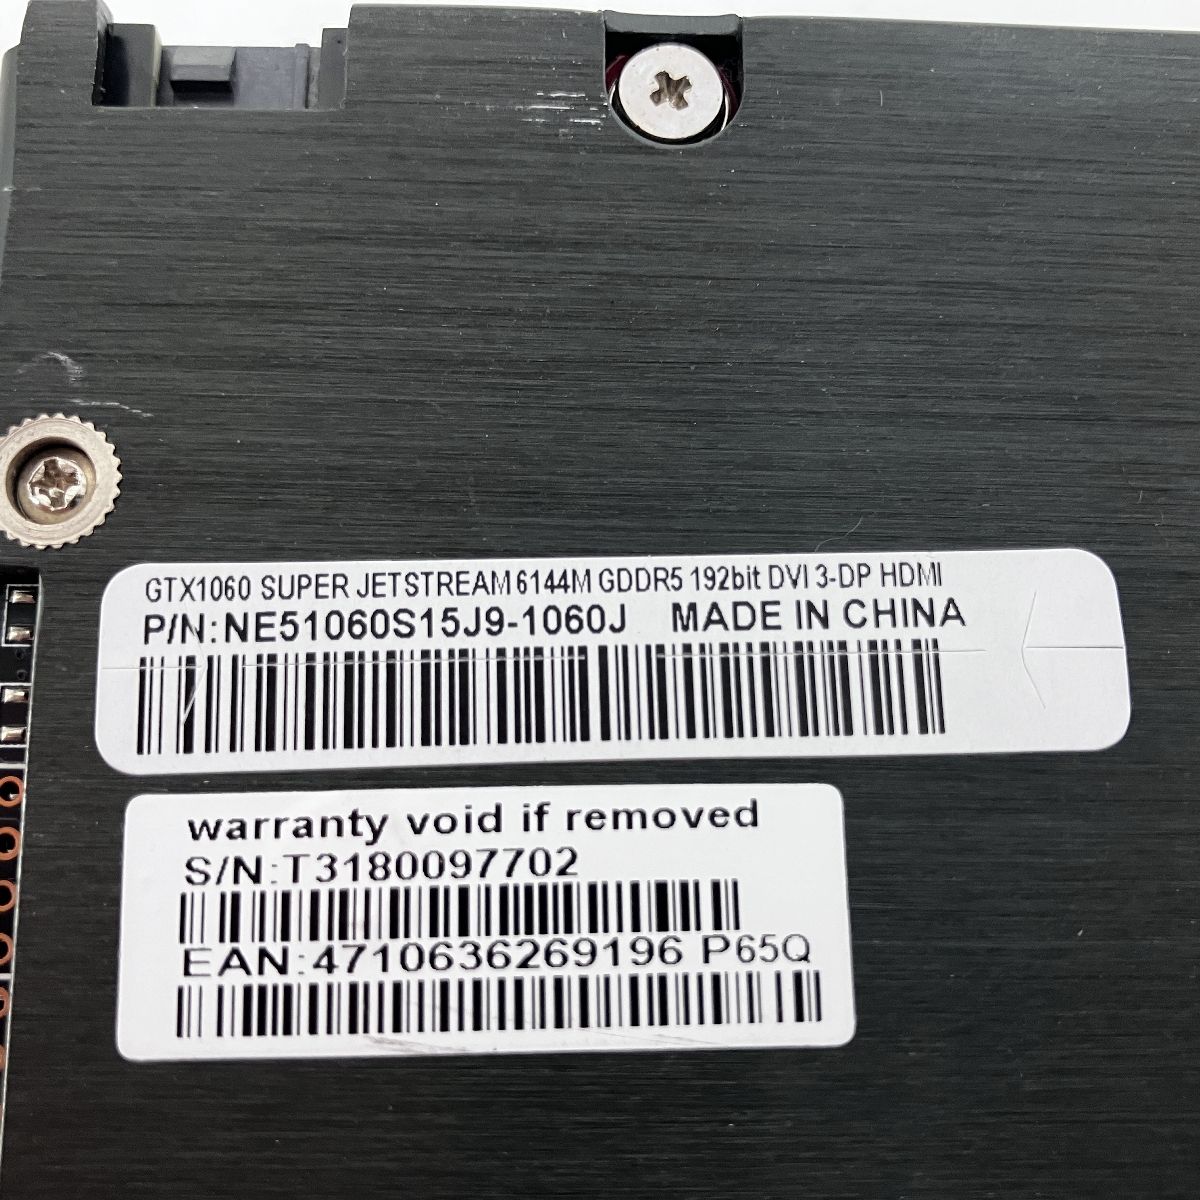 GTX1060 SUPER JETSTREAM 6144M GDDR5 192bit DVI 3-DP HDMI
P/N:NE51060S15J9-1060J MADE IN CHINA
warranty void if removed
S/N:T3180097702
EAN:4710636269196 P65Q